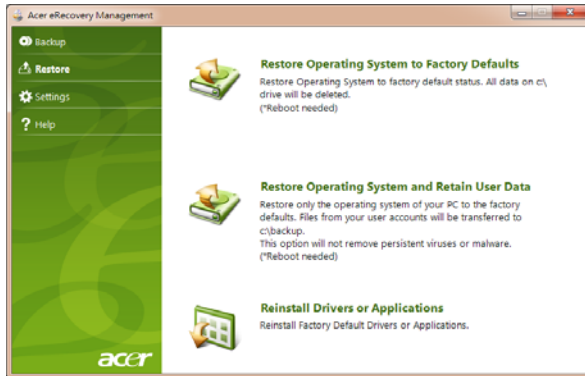 Acer eRecovery Management
Backup
Restore
Settings
? Help
Restore Operating System to Factory Defaults
Restore Operating System to factory default status. All data on c:\
drive will be deleted.
(*Reboot needed)
Restore Operating System and Retain User Data
Restore only the operating system of your PC to the factory
defaults. Files from your user accounts will be transferred to
c:\backup.
This option will not remove persistent viruses or malware.
(*Reboot needed)
Reinstall Drivers or Applications
Reinstall Factory Default Drivers or Applications.
acer